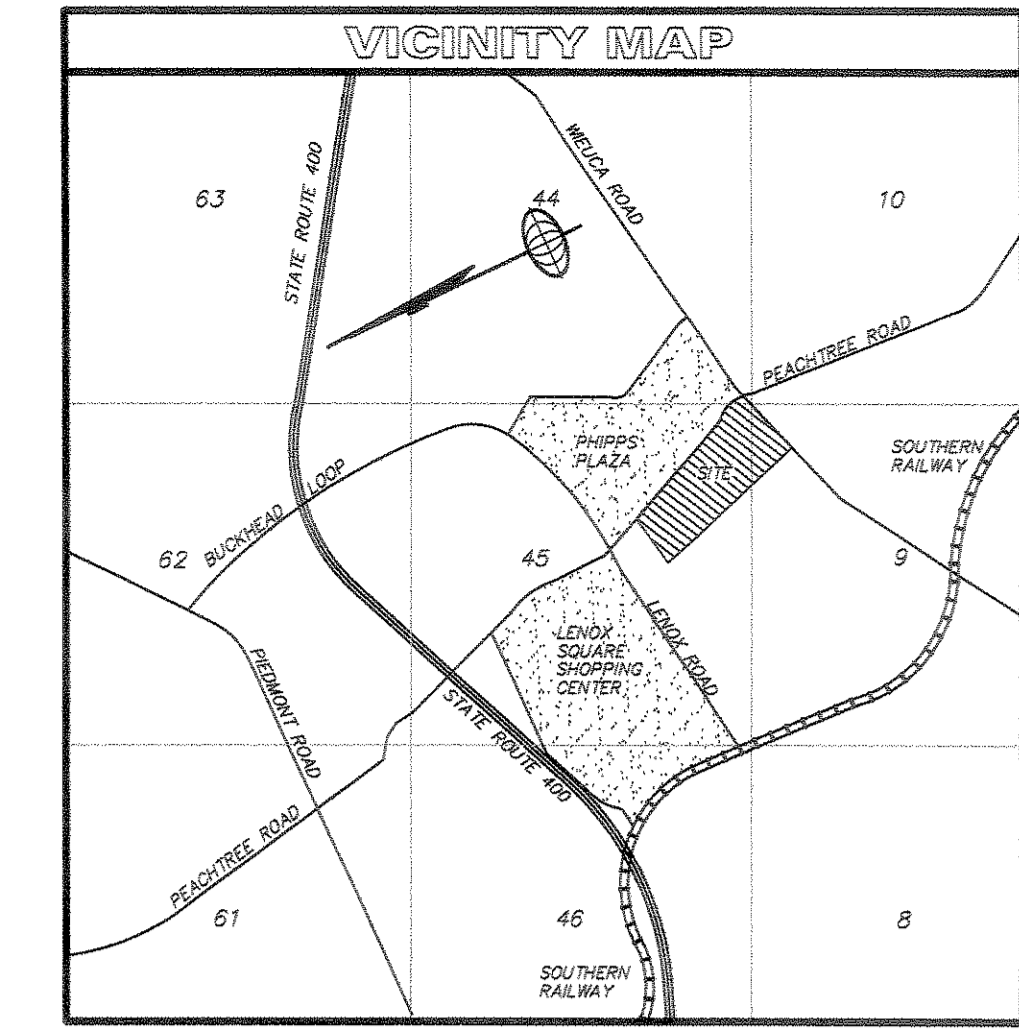 VICINITY MAP
63
STATE ROUTE 400
44
WIEUCA ROAD
10
PEACHTREE ROAD
PHIPPS
PLAZA
SITE
SOUTHERN
RAILWAY
BUCKHEAD LOOP
62
45
9
LENOX
SQUARE
SHOPPING
CENTER
LENOX ROAD
PIEDMONT ROAD
STATE ROUTE 400
PEACHTREE ROAD
61
46
8
SOUTHERN
RAILWAY